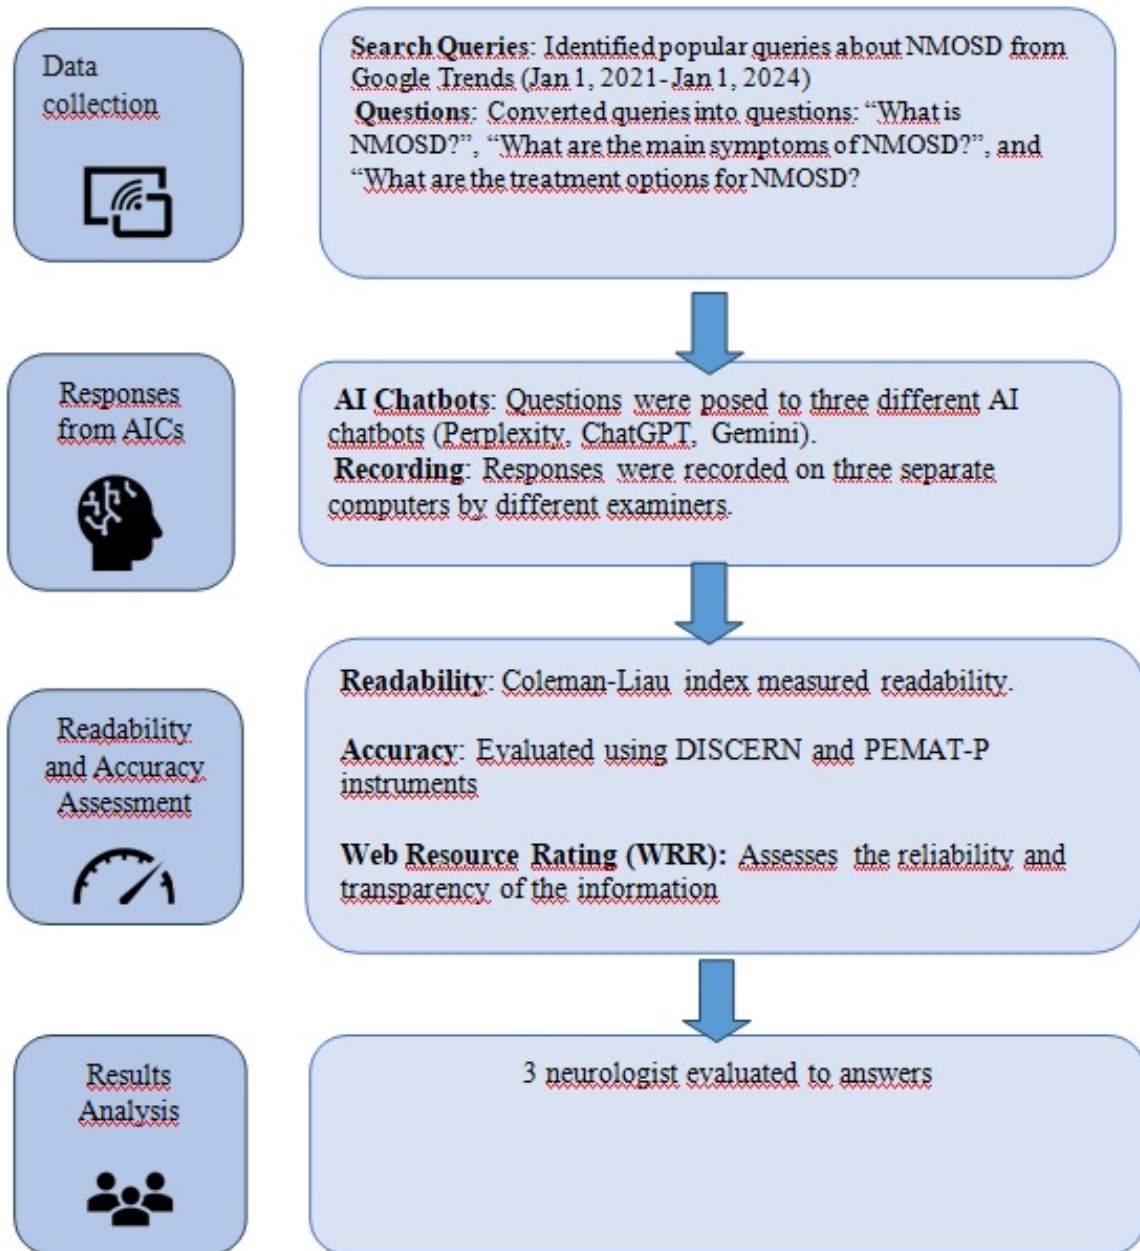 Data
collection
Search Queries: Identified popular queries about NMOSD from
Google Trends (Jan 1, 2021- Jan 1, 2024)
Questions: Converted queries into questions: “What is
NMOSD?”, “What are the main symptoms of NMOSD?”, and
“What are the treatment options for NMOSD?
Responses
from AICs
AI Chatbots: Questions were posed to three different AI
chatbots (Perplexity, ChatGPT, Gemini).
Recording: Responses were recorded on three separate
computers by different examiners.
Readability
and Accuracy
Assessment
Readability: Coleman-Liau index measured readability.
Accuracy: Evaluated using DISCERN and PEMAT-P
instruments
Web Resource Rating (WRR): Assesses the reliability and
transparency of the information
Results
Analysis
3 neurologist evaluated to answers